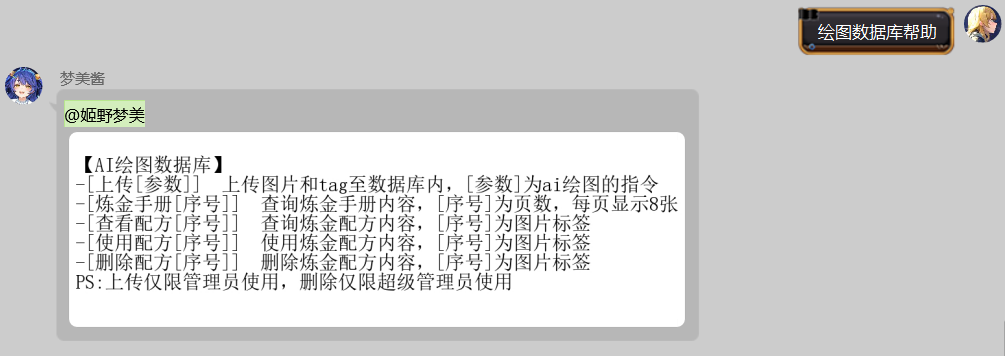 绘图数据库帮助
梦美酱
@姬野梦美
【AI绘图数据库】
-[上传[参数]] 上传图片和tag至数据库内，[参数]为ai绘图的指令
-[炼金手册[序号]] 查询炼金手册内容，[序号]为页数，每页显示8张
-[查看配方[序号]] 查询炼金配方内容，[序号]为图片标签
-[使用配方[序号]] 使用炼金配方内容，[序号]为图片标签
-[删除配方[序号]] 删除炼金配方内容，[序号]为图片标签
PS:上传仅限管理员使用，删除仅限超级管理员使用